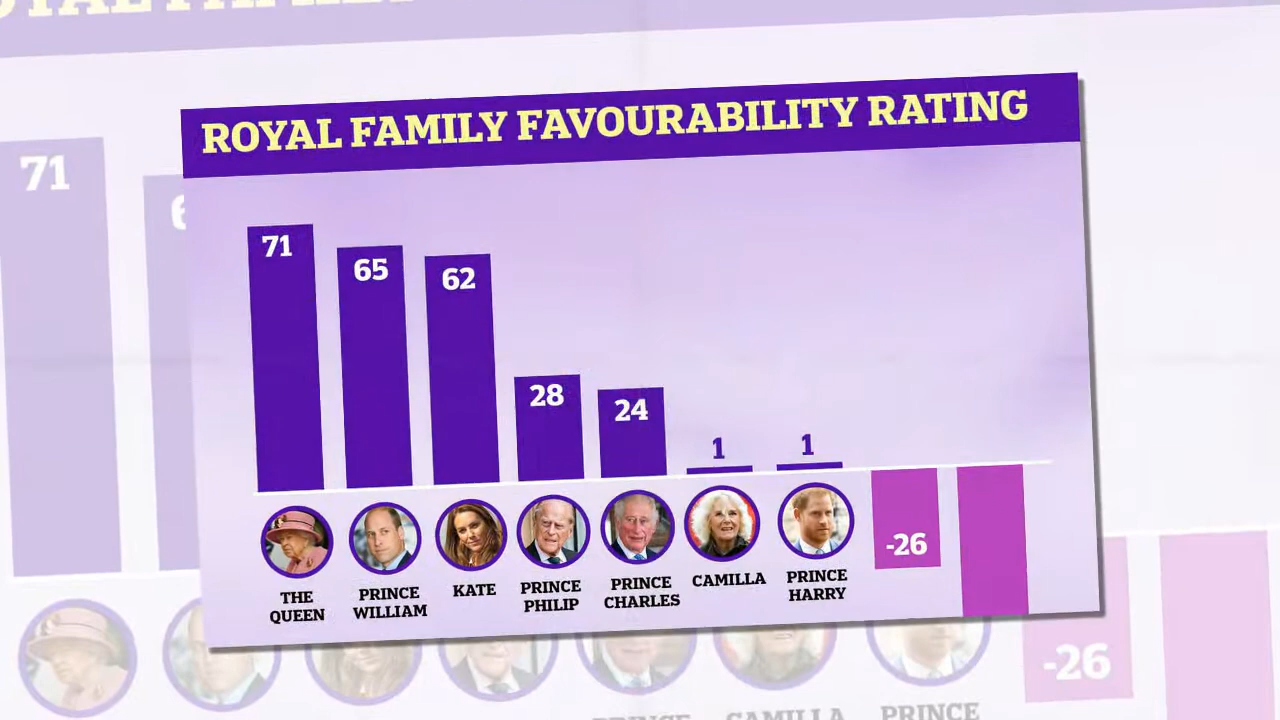 ROYAL FAMILY FAVOURABILITY RATING
71
65
62
28
24
1
1
-26
THE QUEEN
PRINCE WILLIAM
KATE
PRINCE PHILIP
PRINCE CHARLES
CAMILLA
PRINCE HARRY
71
-26
CAMILLA
PRINCE